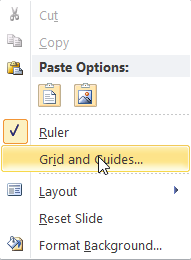 Cut
Copy
Paste Options:
Ruler
Grid and Guides...
Layout
Reset Slide
Format Background...